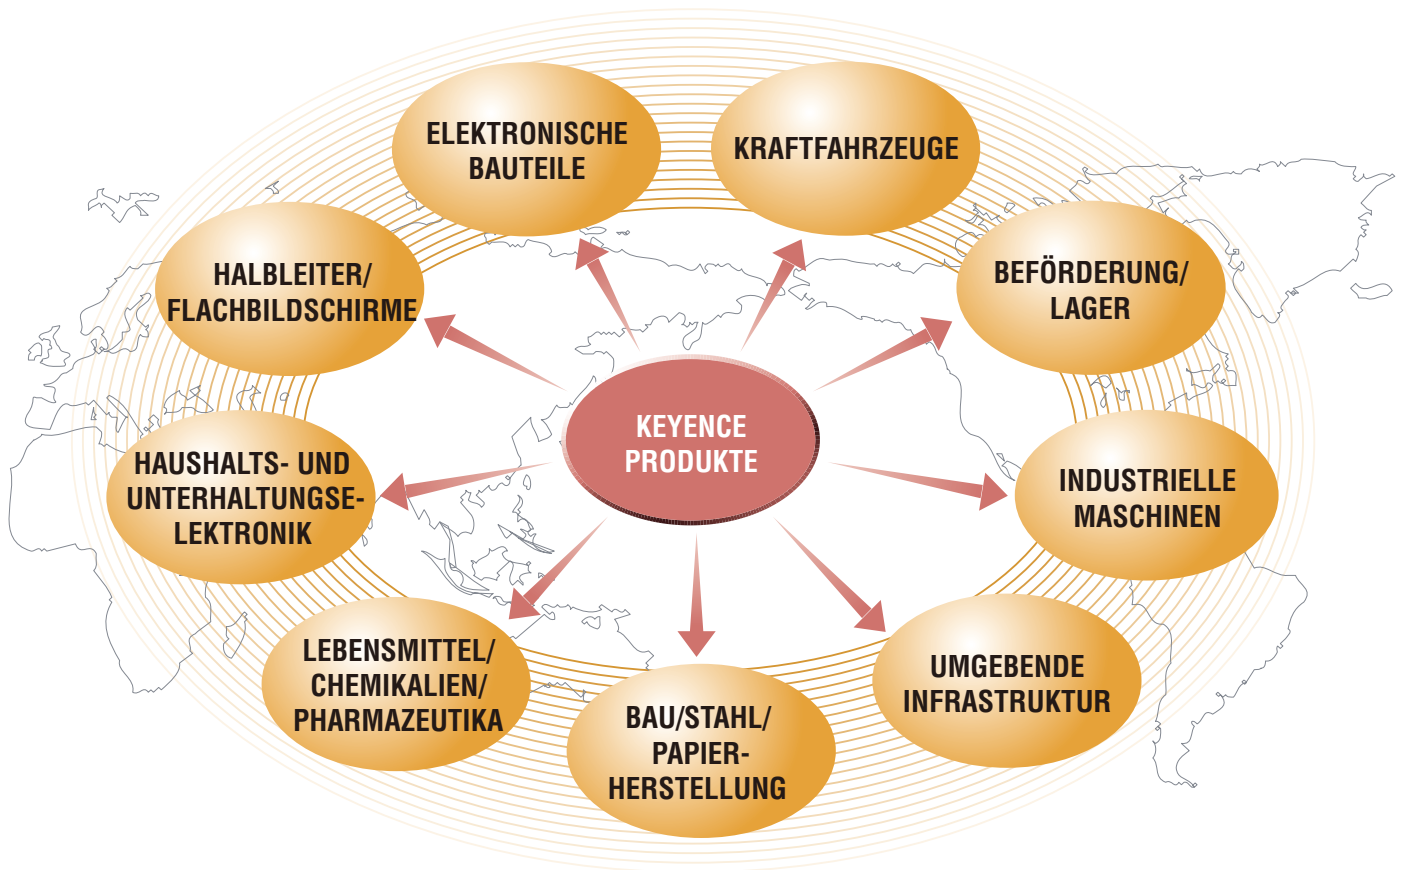 ELEKTRONISCHE
BAUTEILE
KRAFTFAHRZEUGE
HALBLEITER/
FLACHBILDSCHIRME
BEFÖRDERUNG/
LAGER
KEYENCE
PRODUKTE
HAUSHALTS- UND
UNTERHALTUNGSE-
LEKTRONIK
INDUSTRIELLE
MASCHINEN
LEBENSMITTEL/
CHEMIKALIEN/
PHARMAZEUTIKA
BAU/STAHL/
PAPIER-
HERSTELLUNG
UMGEBENDE
INFRASTRUKTUR